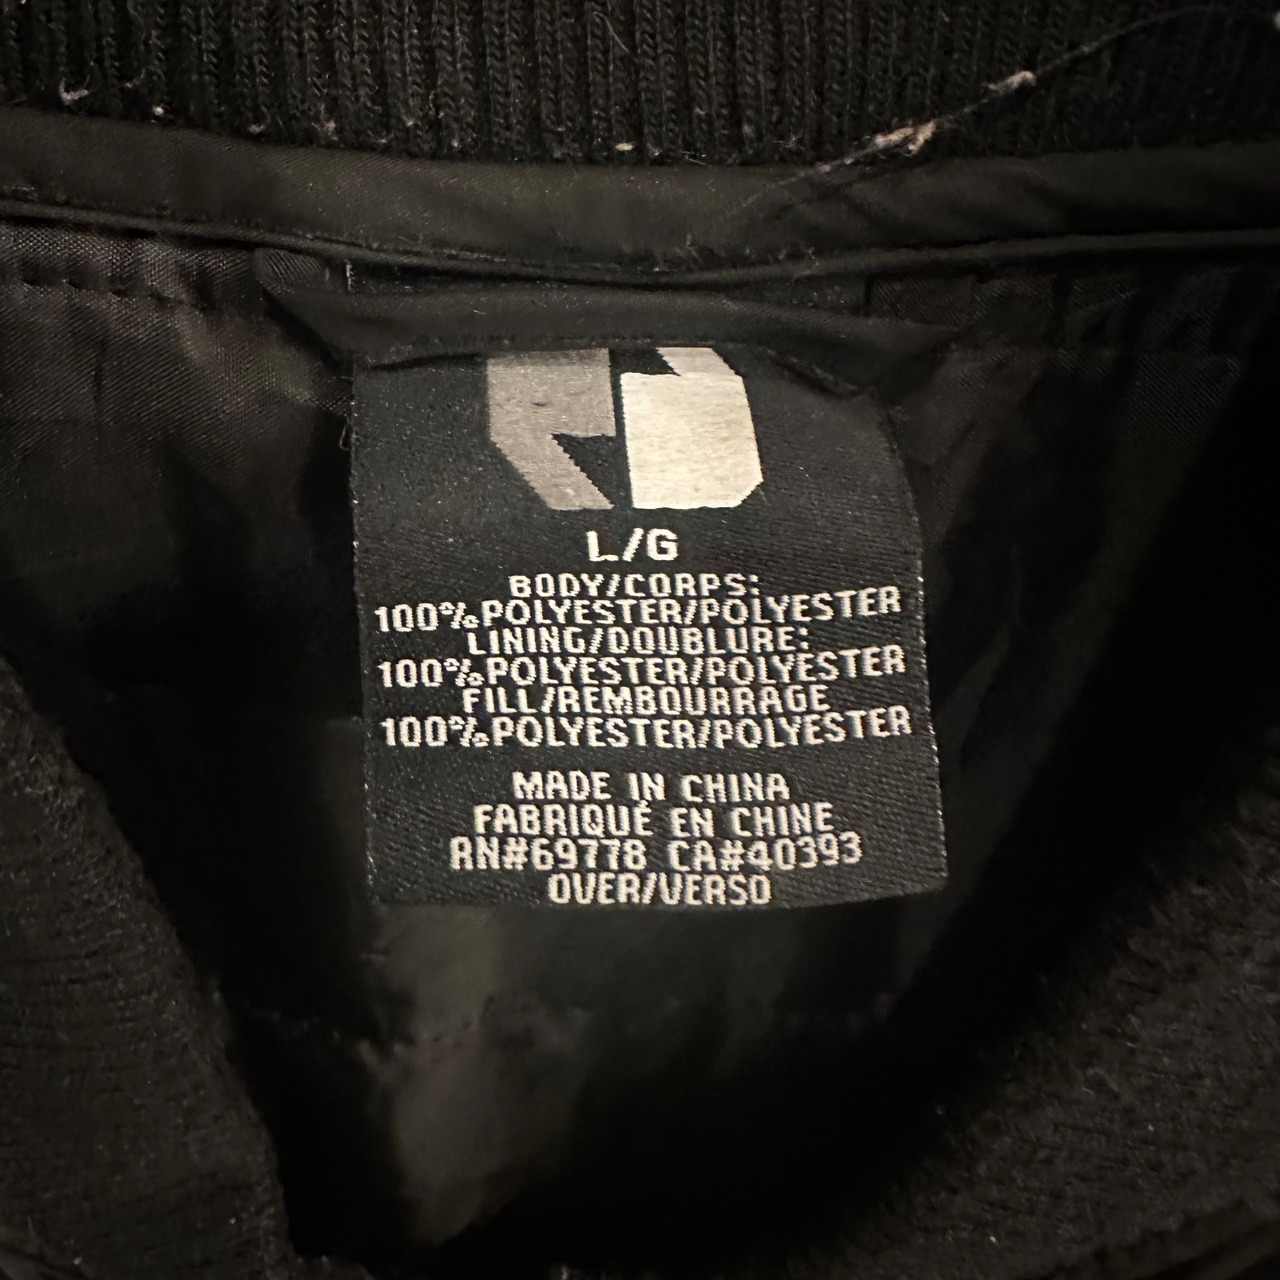 L/G
BODY/CORPS:
100%POLYESTER/POLYESTER
LINING/DOUBLURE:
100%POLYESTER/POLYESTER
FILL/REMBOURRAGE
100%POLYESTER/POLYESTER
MADE IN CHINA
FABRIQUÉ EN CHINE
RN#69778 CA#40393
OVER/VERSO